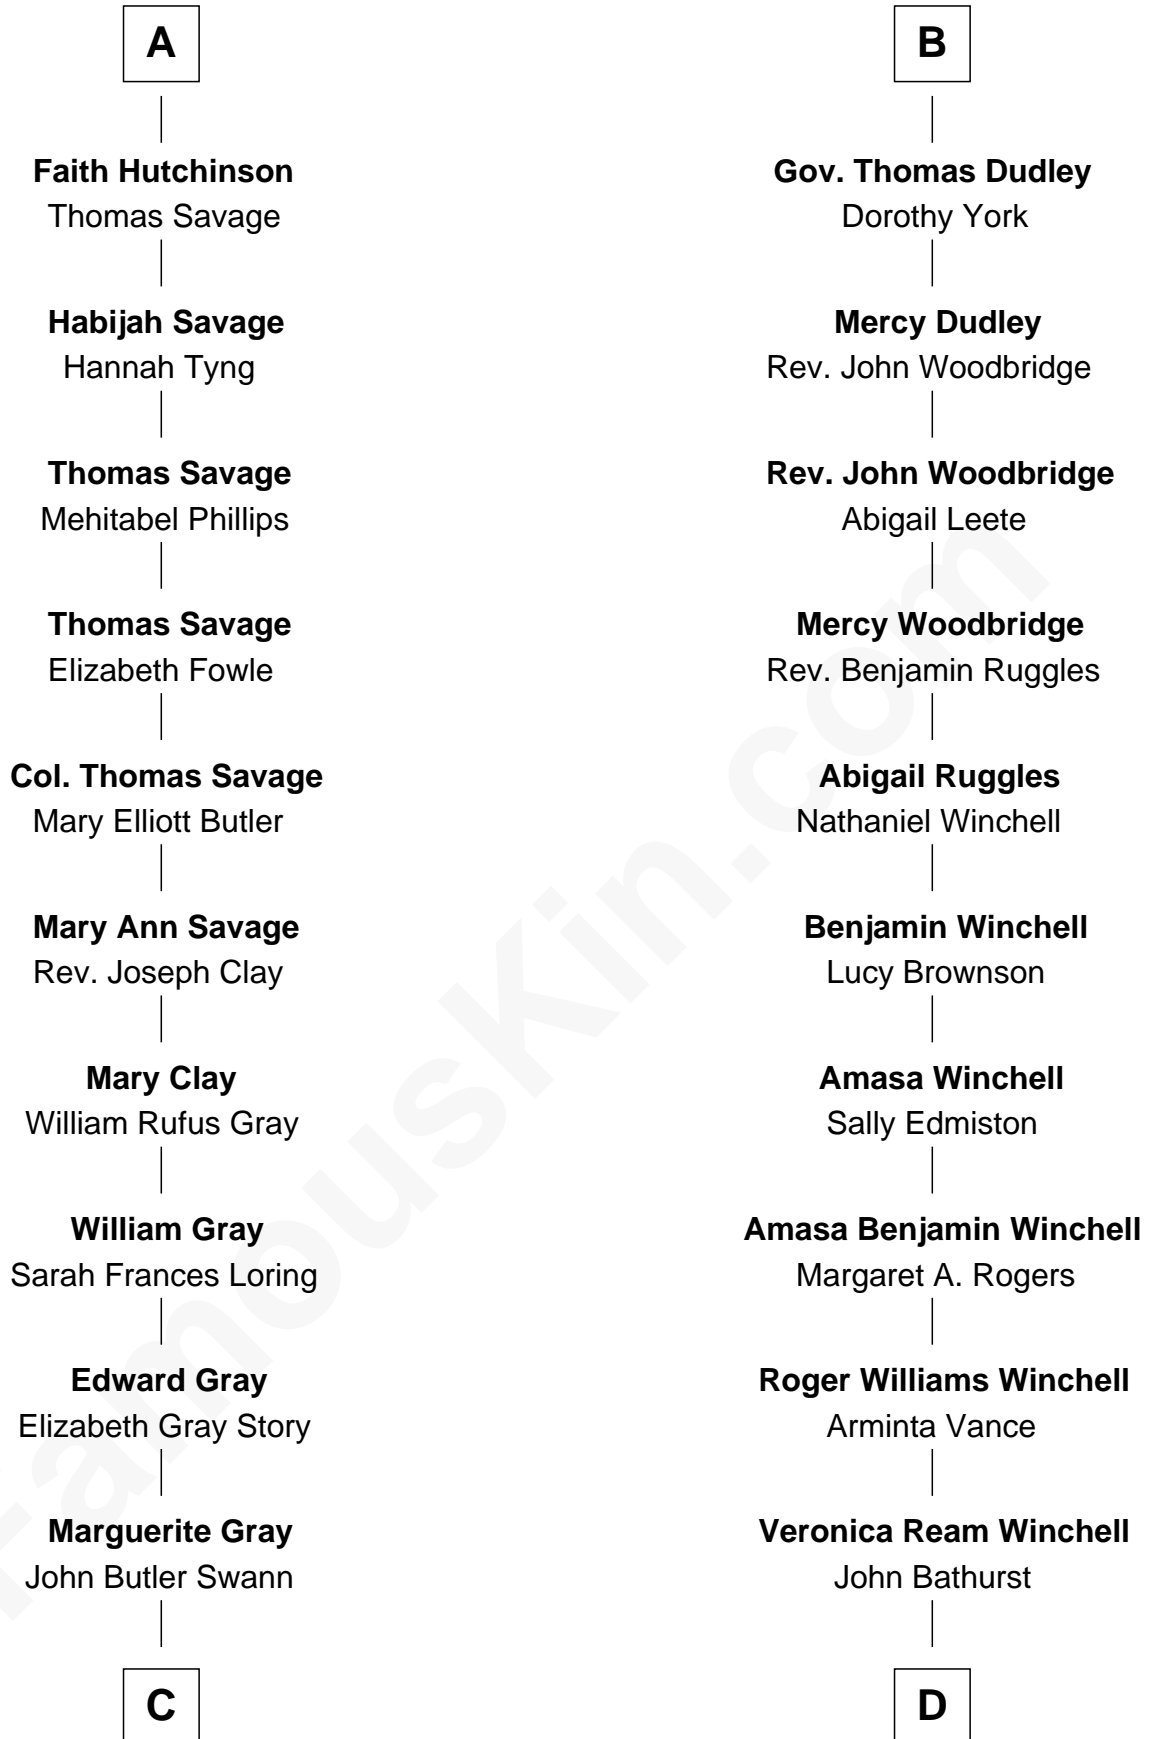 A
Faith Hutchinson
Thomas Savage
Habijah Savage
Hannah Tyng
Thomas Savage
Mehitabel Phillips
Thomas Savage
Elizabeth Fowle
Col. Thomas Savage
Mary Elliott Butler
Mary Ann Savage
Rev. Joseph Clay
Mary Clay
William Rufus Gray
William Gray
Sarah Frances Loring
Edward Gray
Elizabeth Gray Story
Marguerite Gray
John Butler Swann
C
B
Gov. Thomas Dudley
Dorothy York
Mercy Dudley
Rev. John Woodbridge
Rev. John Woodbridge
Abigail Leete
Mercy Woodbridge
Rev. Benjamin Ruggles
Abigail Ruggles
Nathaniel Winchell
Benjamin Winchell
Lucy Brownson
Amasa Winchell
Sally Edmiston
Amasa Benjamin Winchell
Margaret A. Rogers
Roger Williams Winchell
Arminta Vance
Veronica Ream Winchell
John Bathurst
D
FamousKin.com